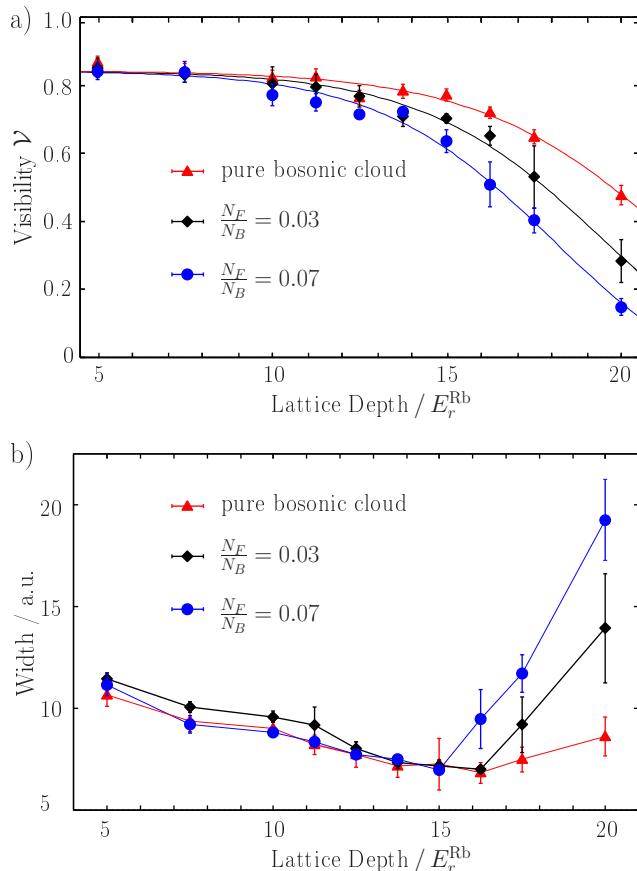 a)
1.0
0.8
0.6
0.4
0.2
0
Visibility 𝒱
pure bosonic cloud
N_F/N_B = 0.03
N_F/N_B = 0.07
5 10 15 20
Lattice Depth / E_r^Rb
b)
20
15
10
5
Width / a.u.
pure bosonic cloud
N_F/N_B = 0.03
N_F/N_B = 0.07
5 10 15 20
Lattice Depth / E_r^Rb